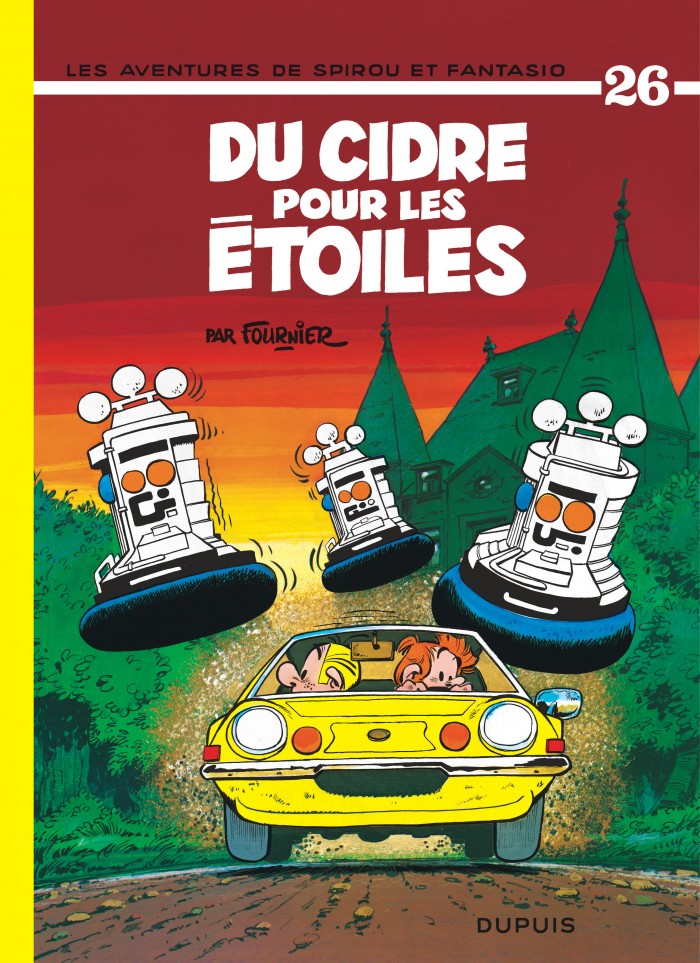 LES AVENTURES DE SPIROU ET FANTASIO
26
DU CIDRE
POUR LES
ÉTOILES
PAR FOURNIER
DUPUIS